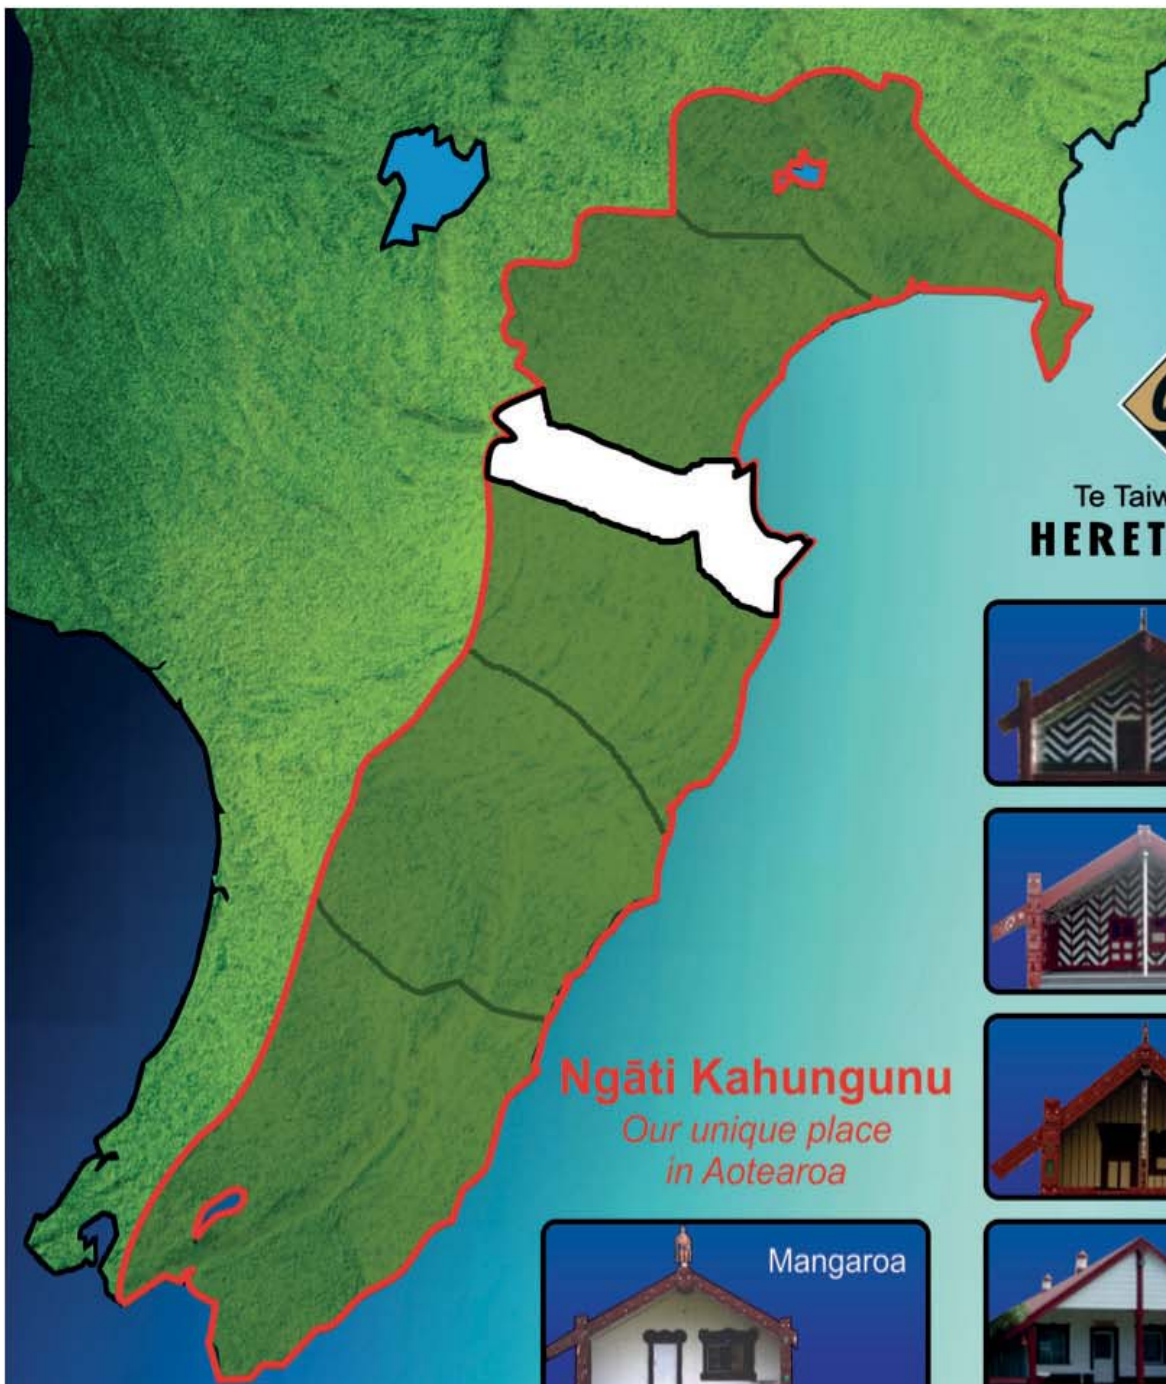 Te Taiw
HERET
Ngāti Kahungunu
Our unique place
in Aotearoa
Mangaroa